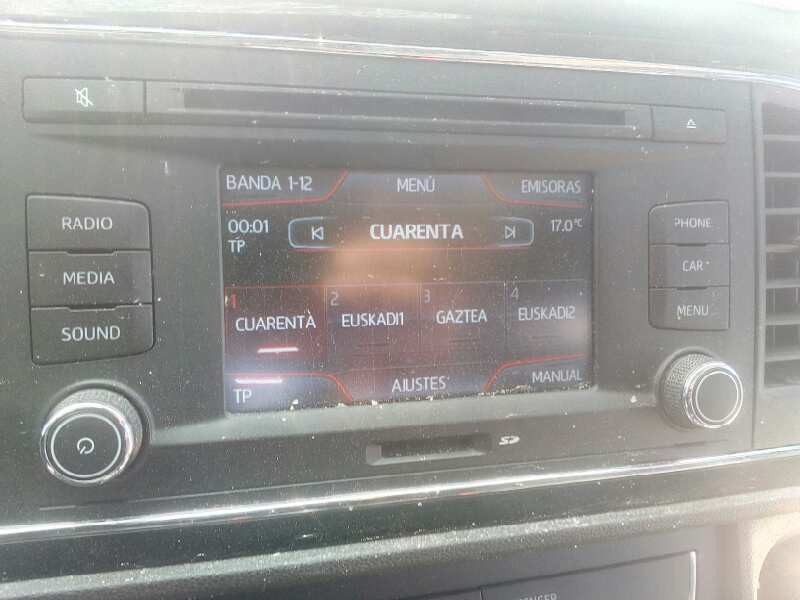 BANDA 1-12 MENÚ EMISORAS
00:01 CUARENTA 17.0°C
TP
RADIO
MEDIA
SOUND
PHONE
CAR
MENU
1 2 3 4
CUARENTA EUSKADI1 GAZTEA EUSKADI2
TP AJUSTES MANUAL
SD